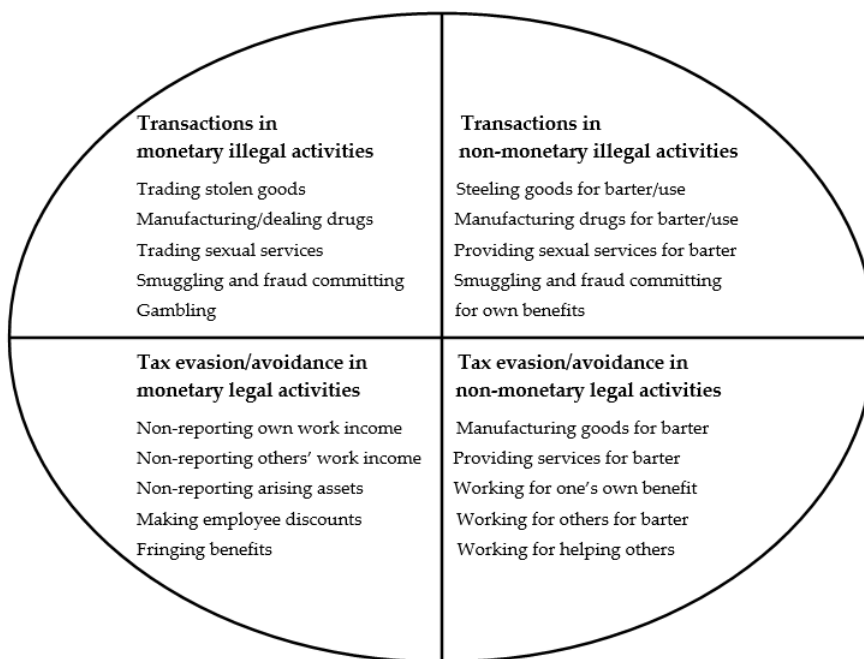 Transactions in
monetary illegal activities
Trading stolen goods
Manufacturing/dealing drugs
Trading sexual services
Smuggling and fraud committing
Gambling
Transactions in
non-monetary illegal activities
Steeling goods for barter/use
Manufacturing drugs for barter/use
Providing sexual services for barter
Smuggling and fraud committing
for own benefits
Tax evasion/avoidance in
monetary legal activities
Non-reporting own work income
Non-reporting others’ work income
Non-reporting arising assets
Making employee discounts
Fringing benefits
Tax evasion/avoidance in
non-monetary legal activities
Manufacturing goods for barter
Providing services for barter
Working for one’s own benefit
Working for others for barter
Working for helping others